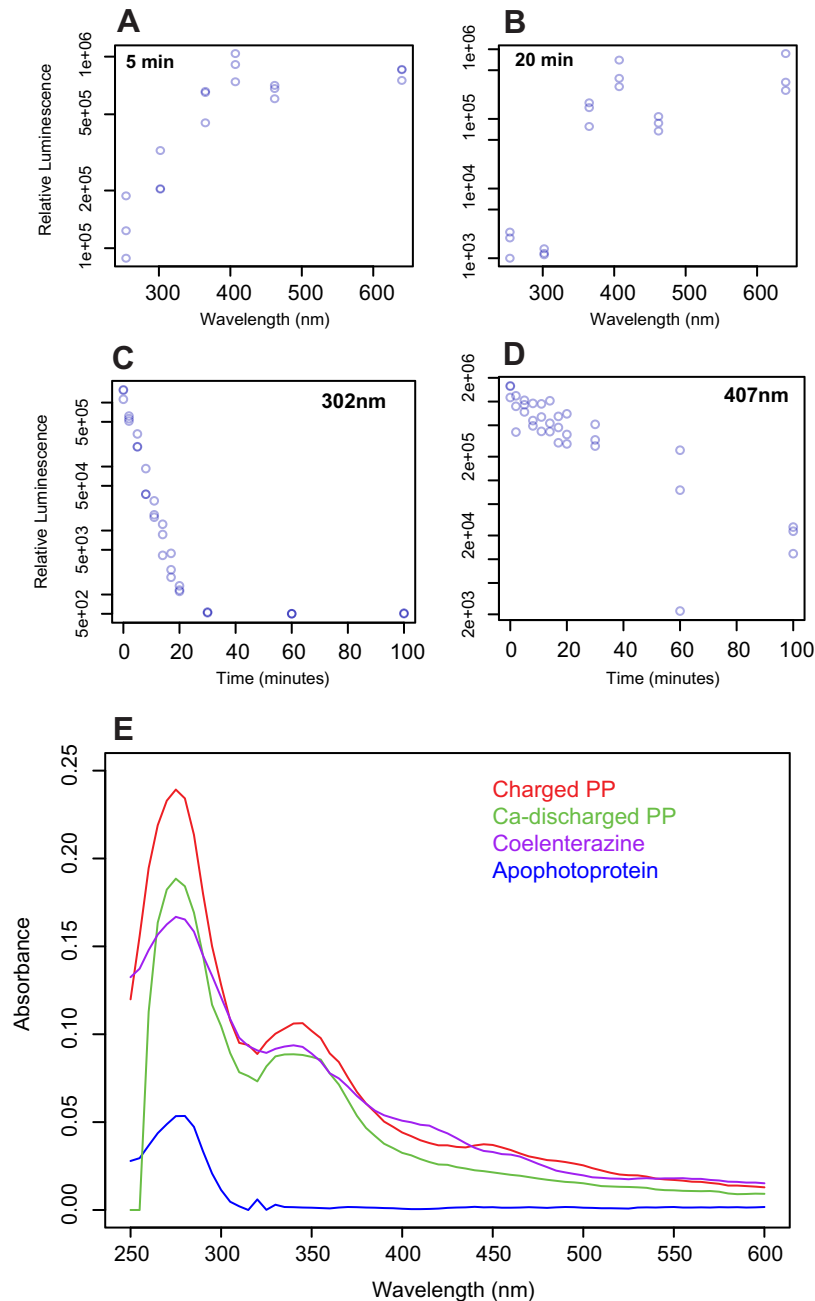 A
5 min
Relative Luminescence
1e+06
5e+05
2e+05
1e+05
300
400
500
600
Wavelength (nm)
B
20 min
1e+06
1e+05
1e+04
1e+03
300
400
500
600
Wavelength (nm)
C
302nm
Relative Luminescence
5e+05
5e+04
5e+03
5e+02
0
20
40
60
80
100
Time (minutes)
D
407nm
2e+06
2e+05
2e+04
2e+03
0
20
40
60
80
100
Time (minutes)
E
Charged PP
Ca-discharged PP
Coelenterazine
Apophotoprotein
Absorbance
0.25
0.20
0.15
0.10
0.05
0.00
250
300
350
400
450
500
550
600
Wavelength (nm)